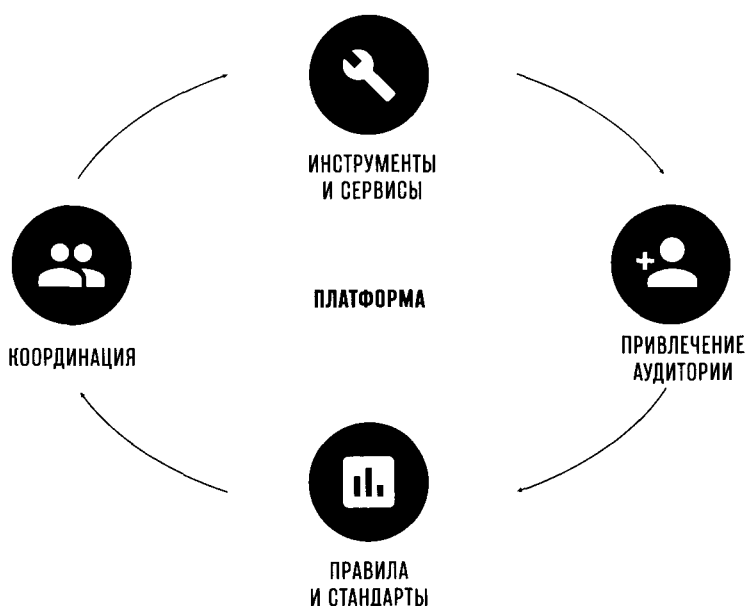 ИНСТРУМЕНТЫ
И СЕРВИСЫ
ПЛАТФОРМА
КООРДИНАЦИЯ
ПРИВЛЕЧЕНИЕ
АУДИТОРИИ
ПРАВИЛА
И СТАНДАРТЫ